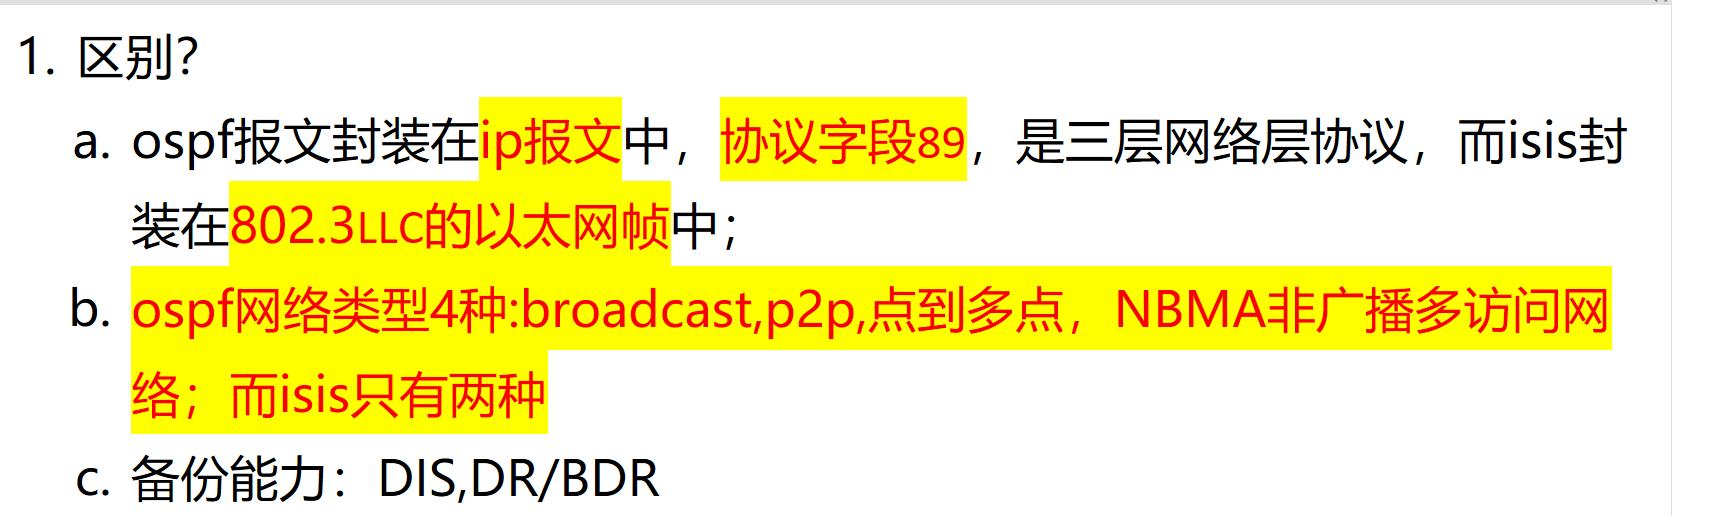 1. 区别?
a. ospf报文封装在ip报文中，协议字段89，是三层网络层协议，而isis封
装在802.3LLC的以太网帧中；
b. ospf网络类型4种:broadcast,p2p,点到多点，NBMA非广播多访问网
络；而isis只有两种
c. 备份能力：DIS,DR/BDR